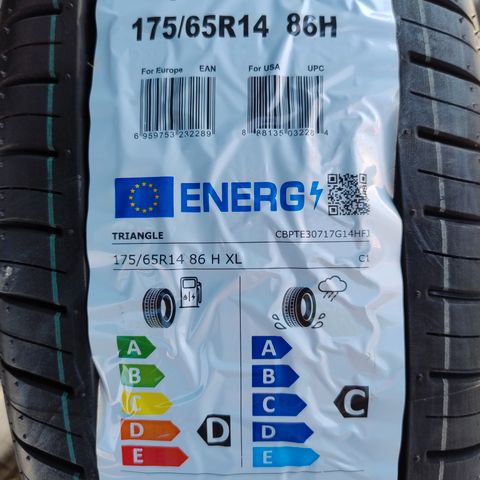 175/65R14 86H
For Europe EAN For USA UPC
6 959753 232289 8 88135 03228 4
ENERG
TRIANGLE CBPTE30717G14HFJ
175/65R14 86 H XL C1
A A
B B
C C C
D D D
E E